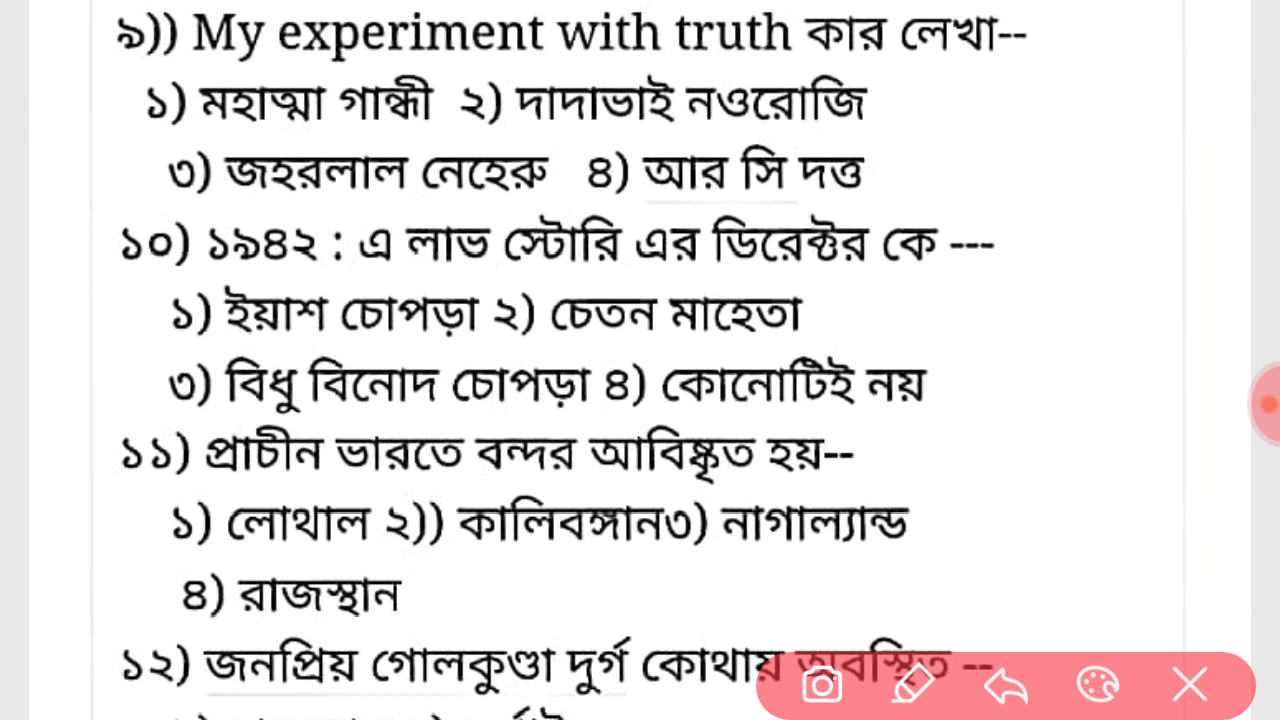 ৯)) My experiment with truth কার লেখা--
১) মহাত্মা গান্ধী ২) দাদাভাই নওরোজি
৩) জহরলাল নেহেরু ৪) আর সি দত্ত
১০) ১৯৪২ : এ লাভ স্টোরি এর ডিরেক্টর কে ---
১) ইয়াশ চোপড়া ২) চেতন মাহেতা
৩) বিধু বিনোদ চোপড়া ৪) কোনোটিই নয়
১১) প্রাচীন ভারতে বন্দর আবিষ্কৃত হয়--
১) লোথাল ২)) কালিবঙ্গান৩) নাগাল্যান্ড
৪) রাজস্থান
১২) জনপ্রিয় গোলকুণ্ডা দুর্গ কোথায় অবস্থিত --